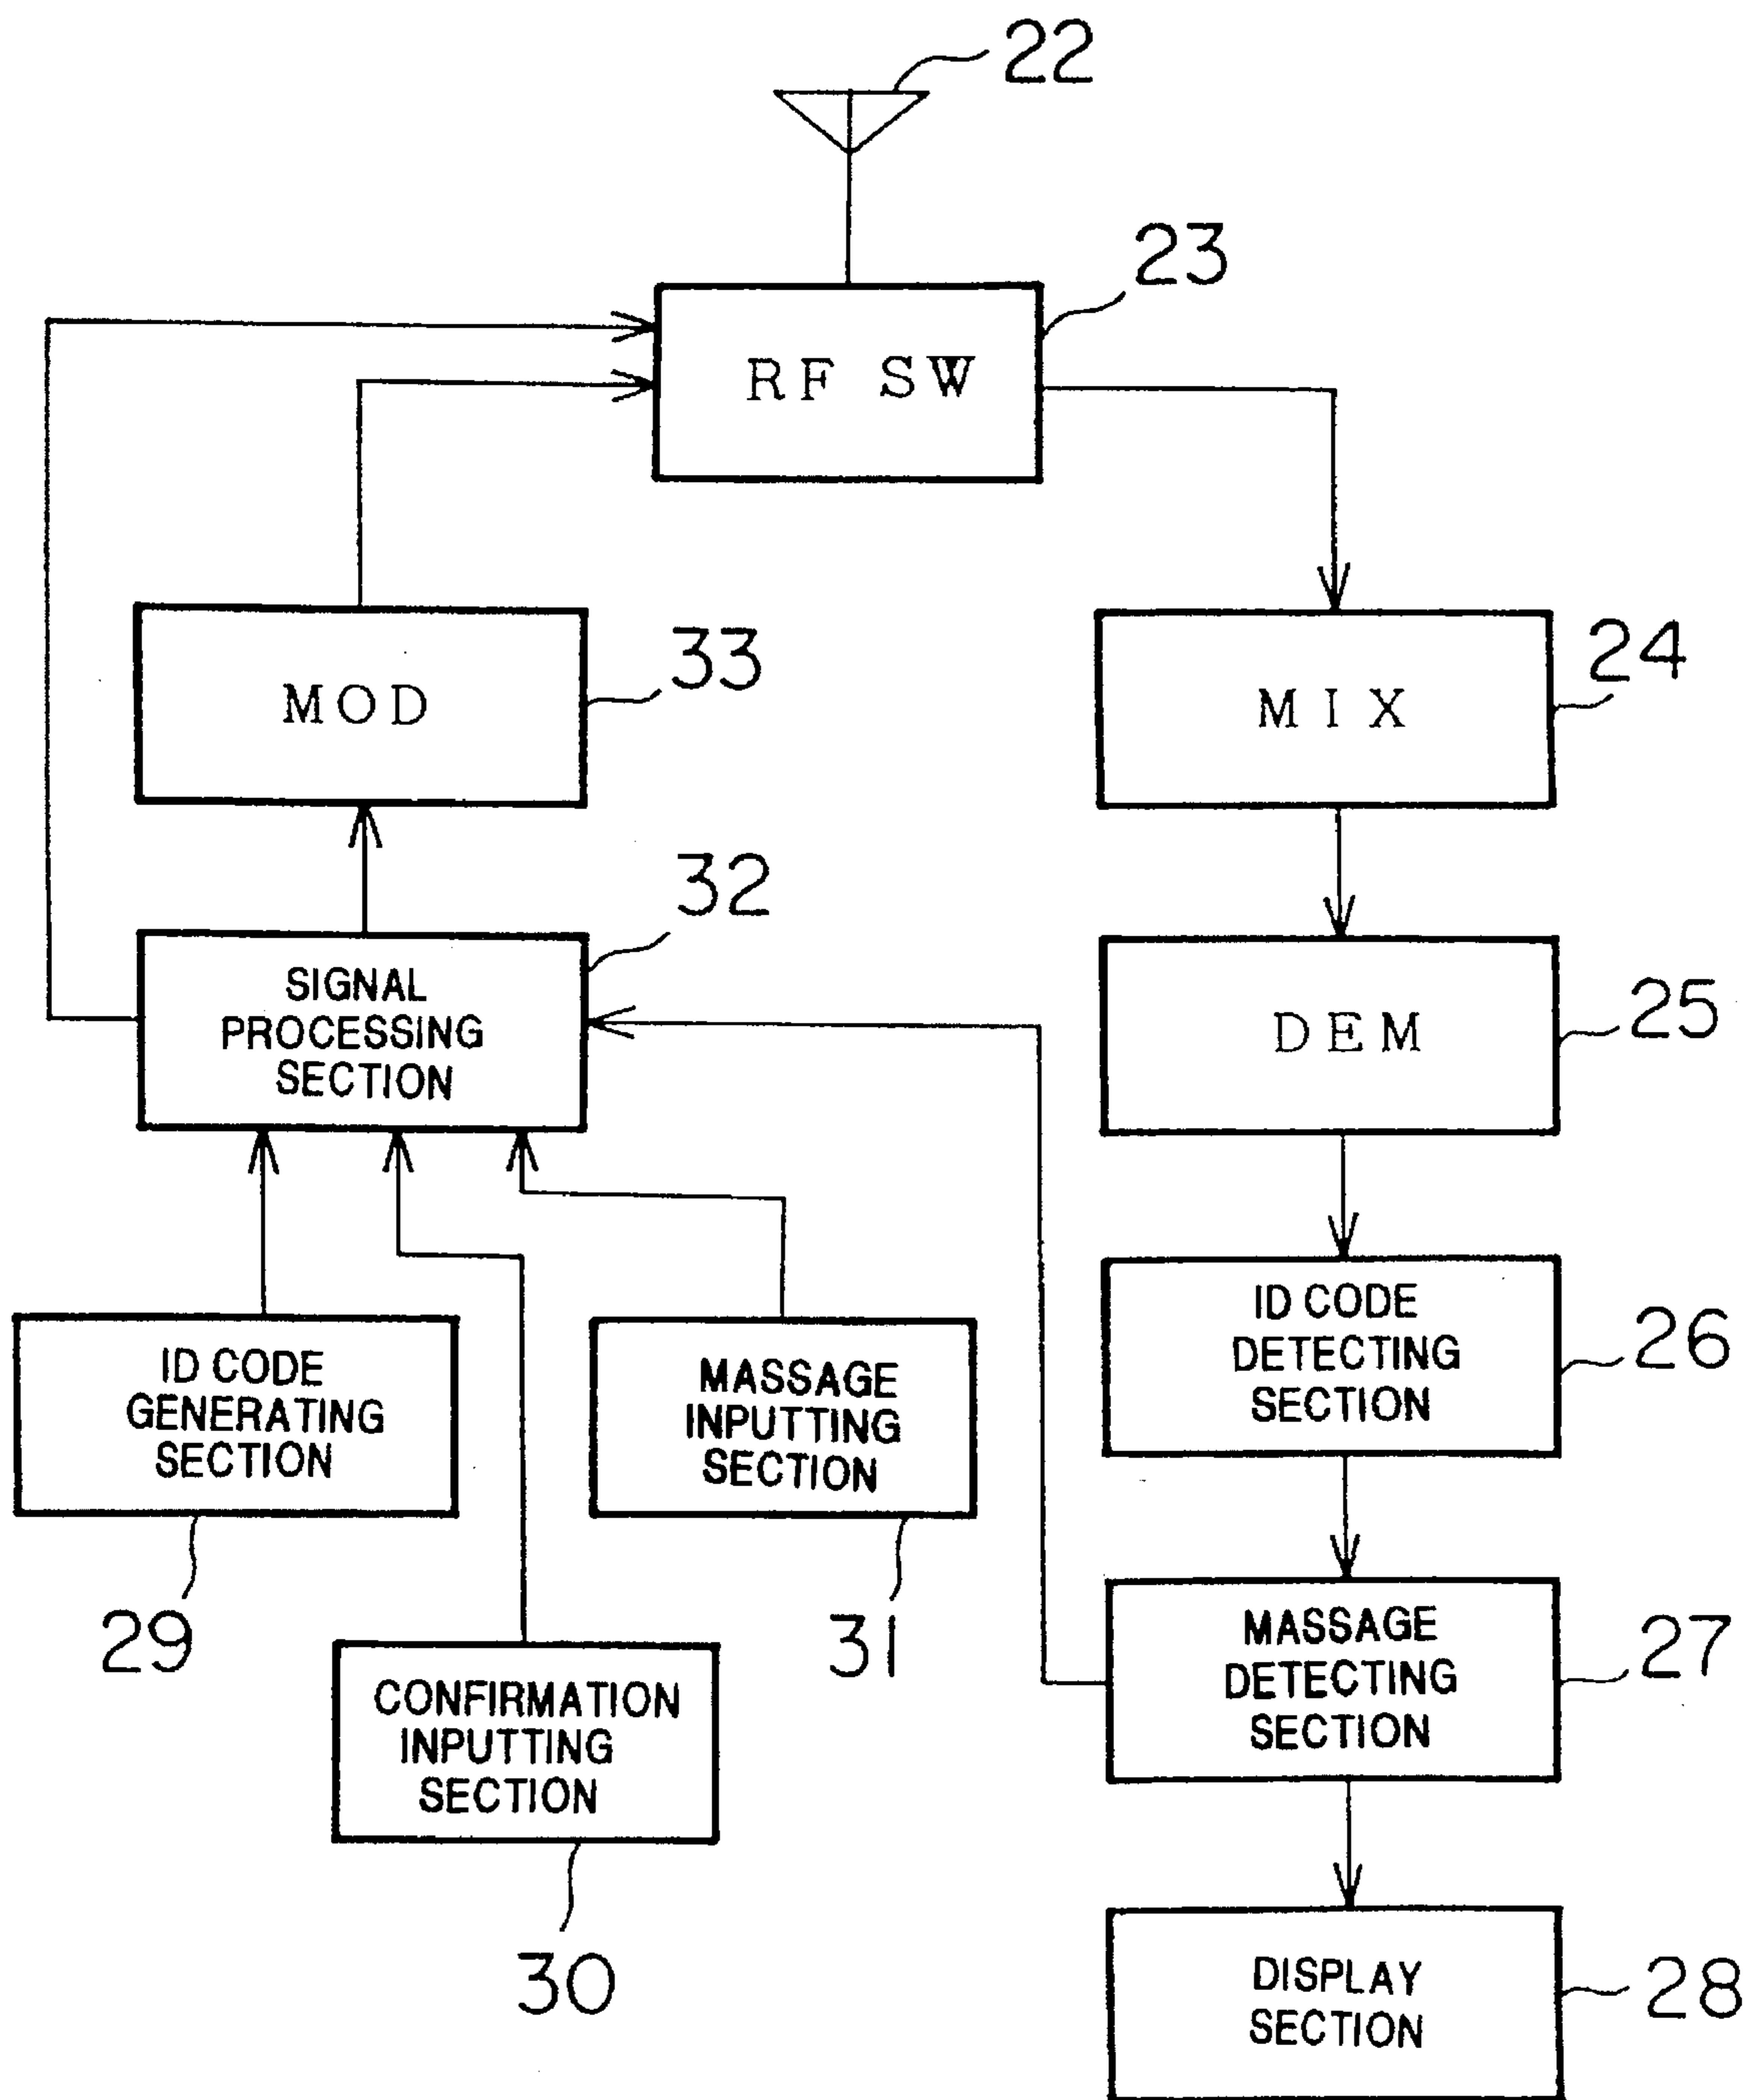 22
23
RF SW
33
24
MOD
MIX
32
SIGNAL
PROCESSING
SECTION
25
DEM
ID CODE
DETECTING
SECTION
26
ID CODE
GENERATING
SECTION
MASSAGE
INPUTTING
SECTION
29
31
MASSAGE
DETECTING
SECTION
27
CONFIRMATION
INPUTTING
SECTION
30
DISPLAY
SECTION
28